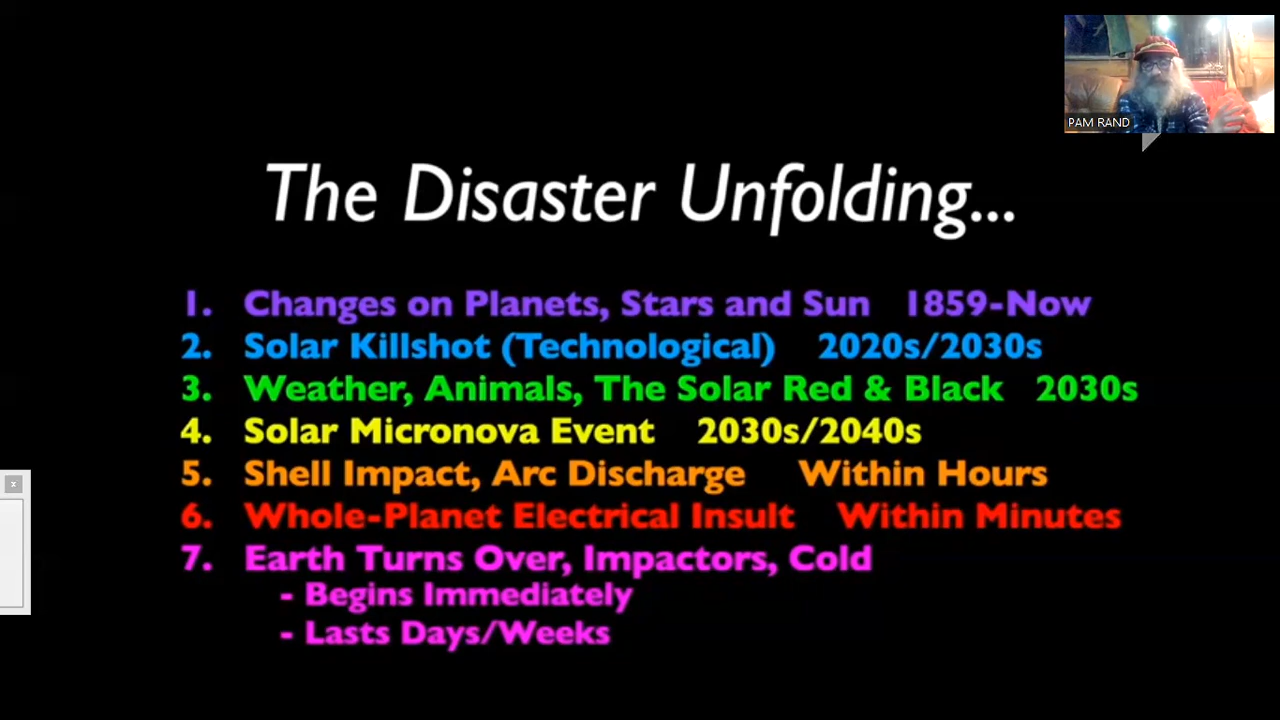 PAM RAND
The Disaster Unfolding...
1. Changes on Planets, Stars and Sun 1859-Now
2. Solar Killshot (Technological) 2020s/2030s
3. Weather, Animals, The Solar Red & Black 2030s
4. Solar Micronova Event 2030s/2040s
5. Shell Impact, Arc Discharge Within Hours
6. Whole-Planet Electrical Insult Within Minutes
7. Earth Turns Over, Impactors, Cold
- Begins Immediately
- Lasts Days/Weeks